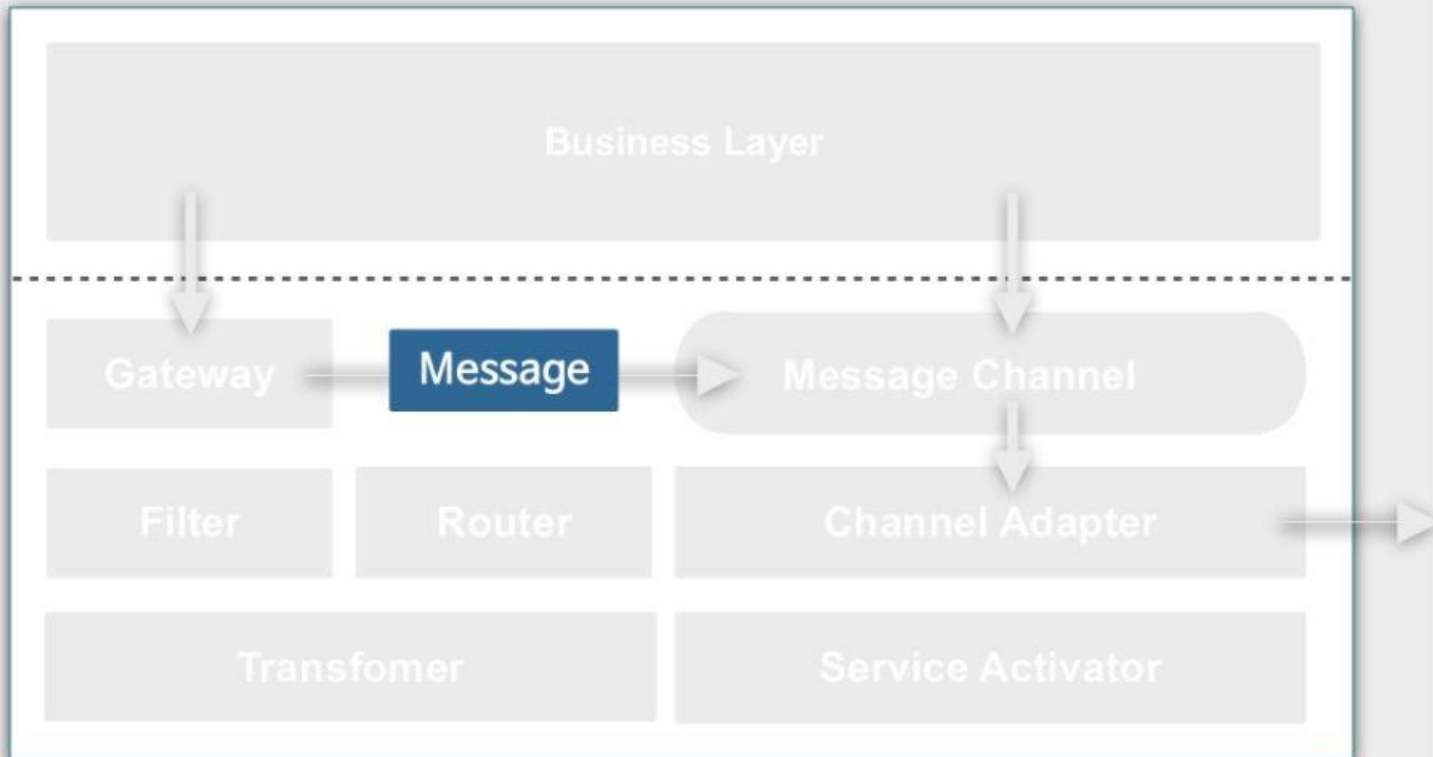 Business Layer
Gateway
Message
Message Channel
Filter
Router
Channel Adapter
Transfomer
Service Activator